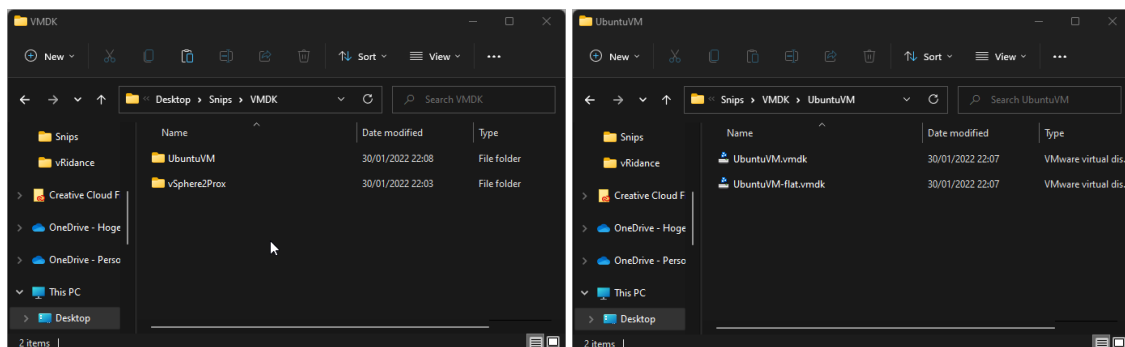 VMDK
New
Sort
View
Desktop > Snips > VMDK
Search VMDK
Snips
vRidance
Creative Cloud F
OneDrive - Hoge
OneDrive - Perso
This PC
Desktop
Name Date modified Type
UbuntuVM 30/01/2022 22:08 File folder
vSphere2Prox 30/01/2022 22:03 File folder
2 items
UbuntuVM
New
Sort
View
Snips > VMDK > UbuntuVM
Search UbuntuVM
Snips
vRidance
Creative Cloud F
OneDrive - Hoge
OneDrive - Perso
This PC
Desktop
Name Date modified Type
UbuntuVM.vmdk 30/01/2022 22:07 VMware virtual dis.
UbuntuVM-flat.vmdk 30/01/2022 22:07 VMware virtual dis.
2 items